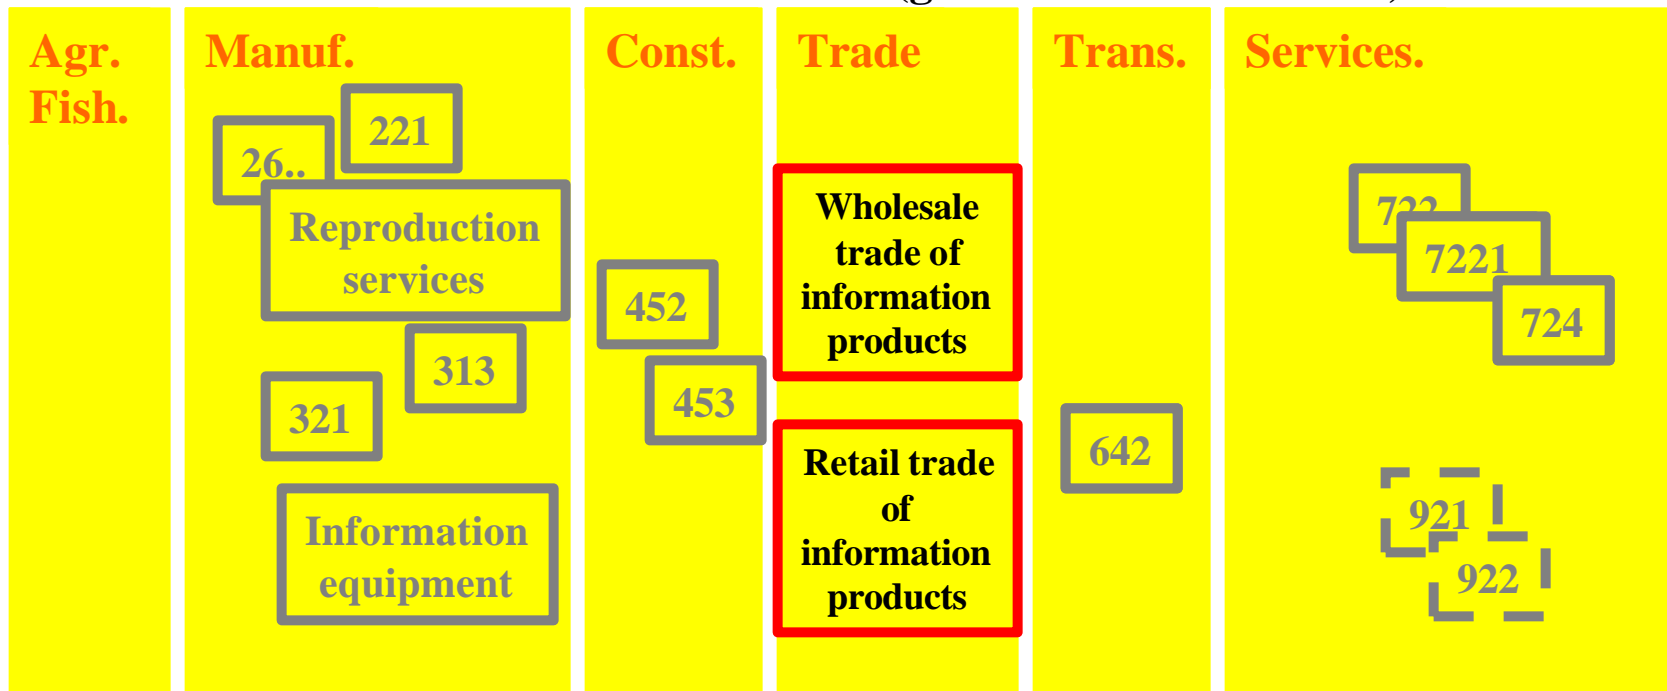 Agr.
Fish.
Manuf.
221
26..
Reproduction
services
313
321
Information
equipment
Const.
452
453
Trade
Wholesale
trade of
information
products
Retail trade
of
information
products
Trans.
642
Services.
722
7221
724
921
922